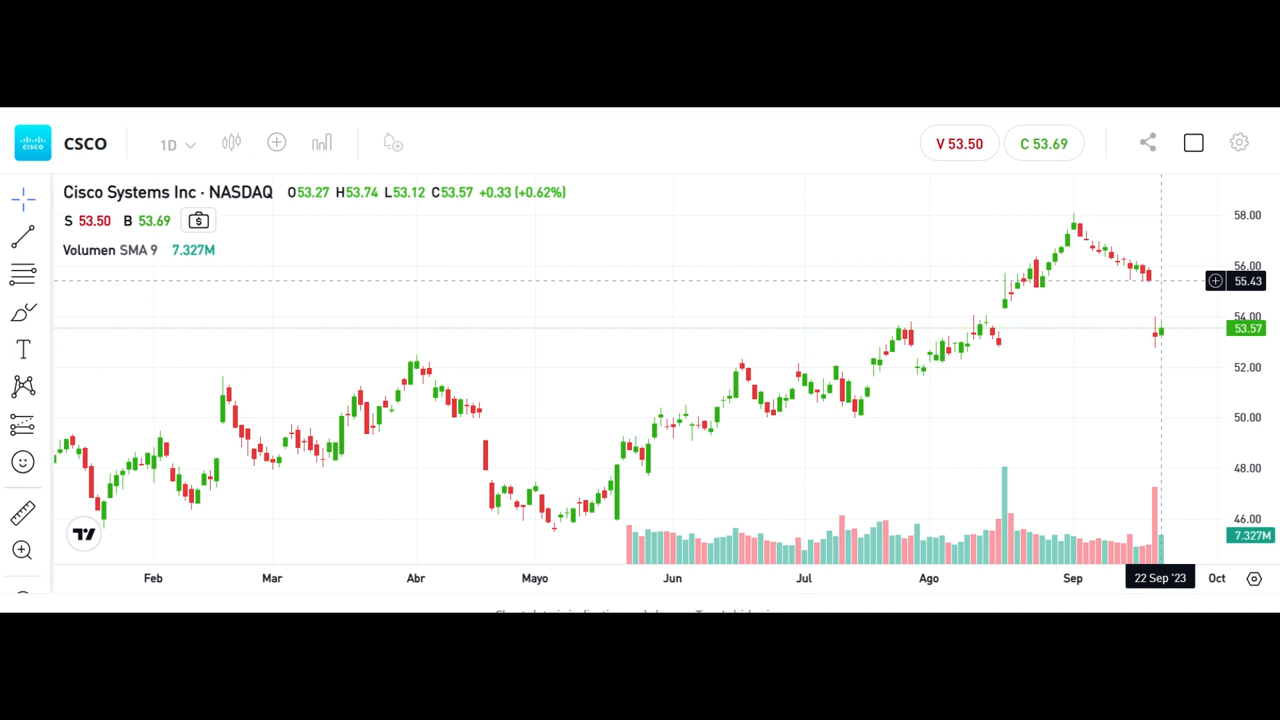 CISCO
CSCO
1D
V 53.50
C 53.69
Cisco Systems Inc · NASDAQ O53.27 H53.74 L53.12 C53.57 +0.33 (+0.62%)
S 53.50 B 53.69
Volumen SMA 9 7.327M
58.00
56.00
55.43
54.00
53.57
52.00
50.00
48.00
46.00
7.327M
Feb Mar Abr Mayo Jun Jul Ago Sep 22 Sep '23 Oct